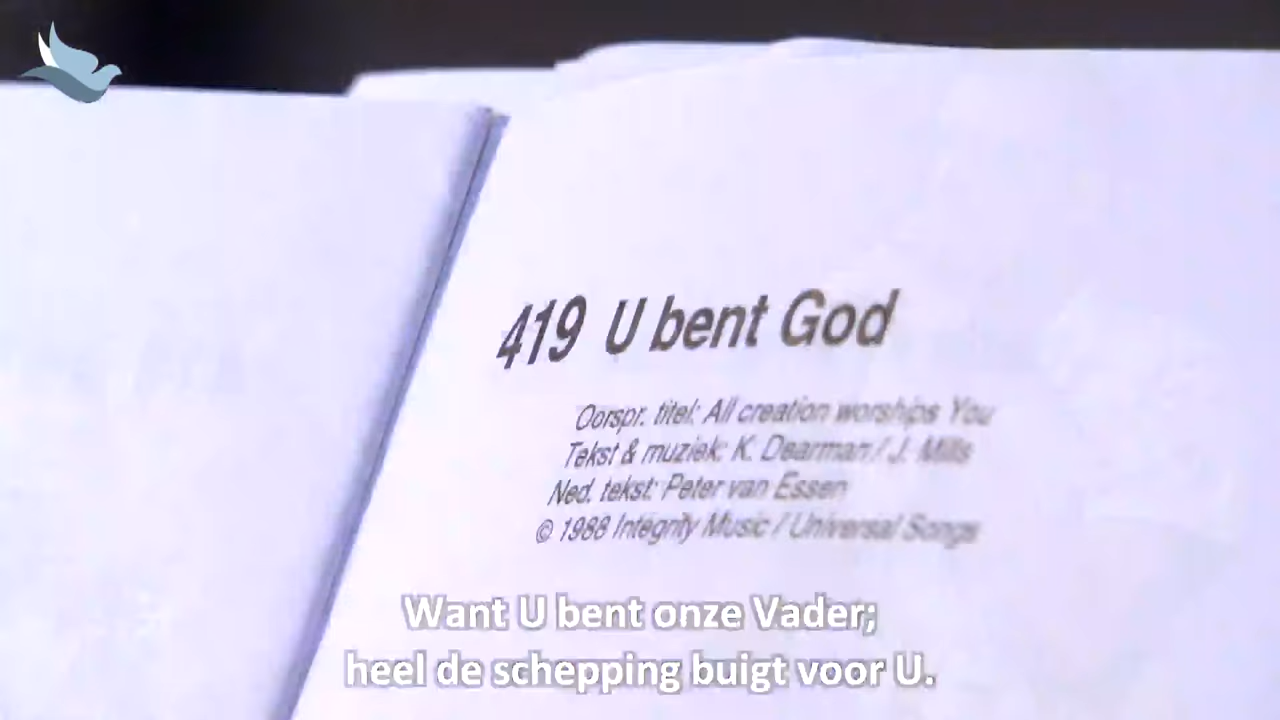 419 U bent God
Oorspr. titel: All creation worships You
Tekst & muziek: K. Dearman / J. Mills
Ned. tekst: Peter van Essen
© 1988 Integrity Music / Universal Songs
Want U bent onze Vader;
heel de schepping buigt voor U.